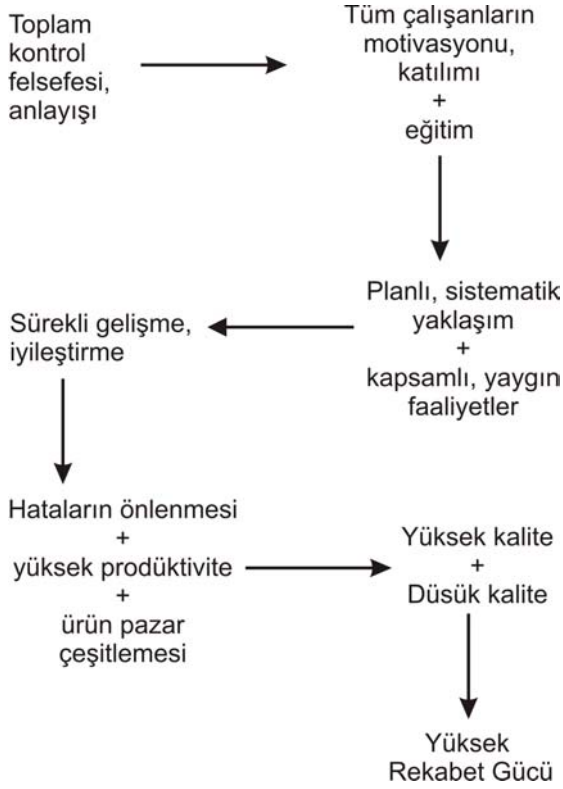 Toplam
kontrol
felsefesi,
anlayışı
Tüm çalışanların
motivasyonu,
katılımı
+
eğitim
Planlı, sistematik
yaklaşım
+
kapsamlı, yaygın
faaliyetler
Sürekli gelişme,
iyileştirme
Hataların önlenmesi
+
yüksek prodüktivite
+
ürün pazar
çeşitlemesi
Yüksek kalite
+
Düsük kalite
Yüksek
Rekabet Gücü